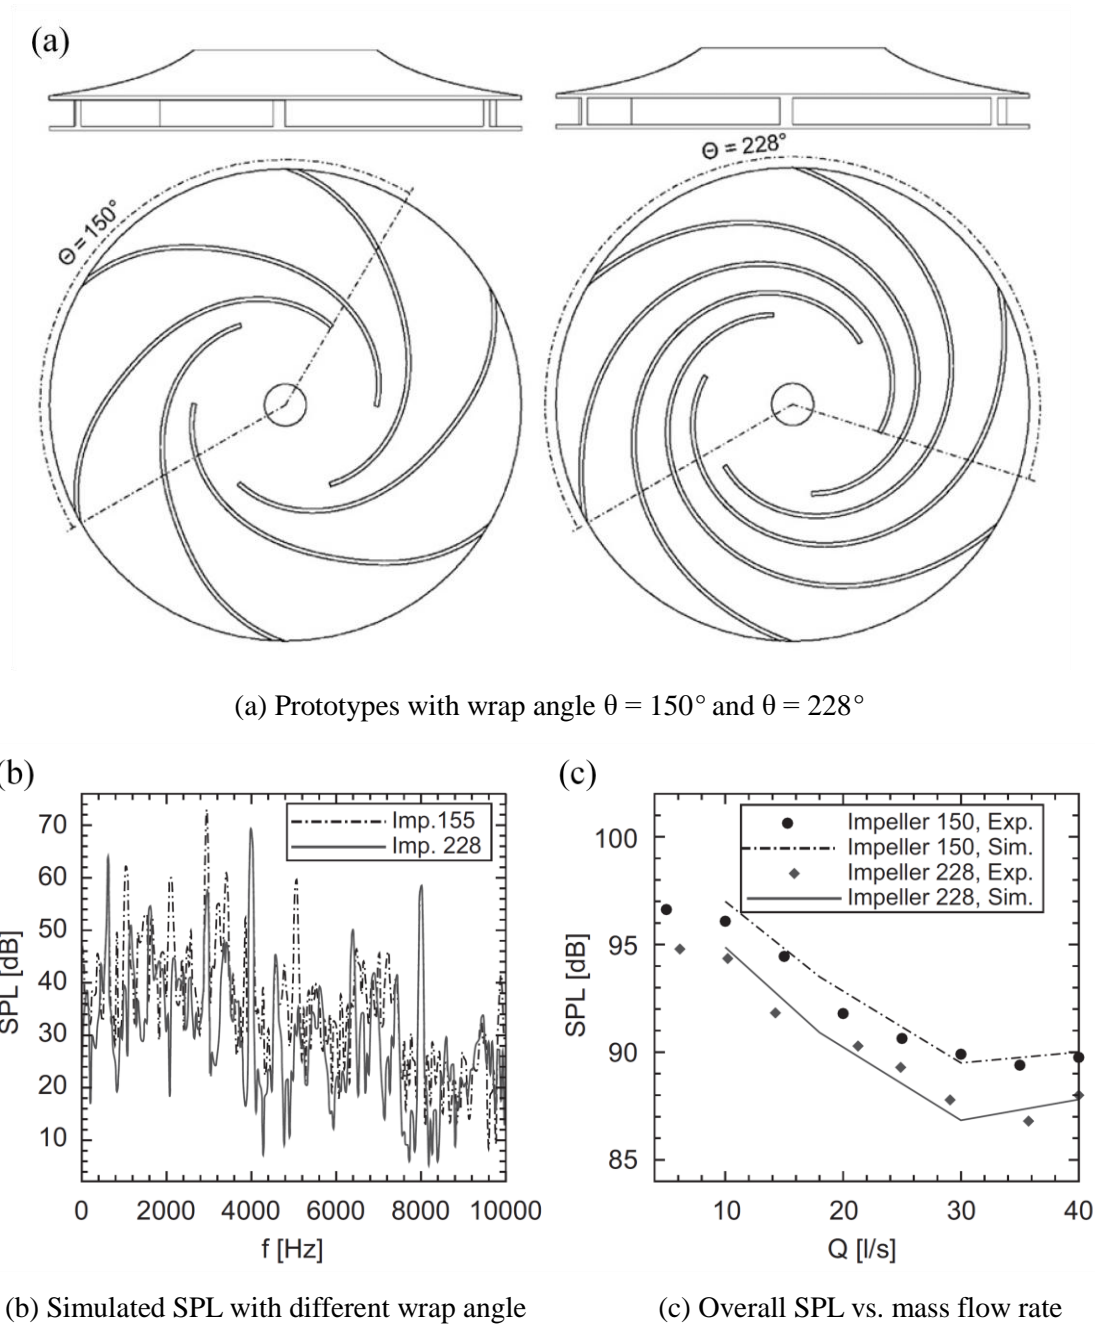 (a)
Θ = 150°
Θ = 228°
(a) Prototypes with wrap angle θ = 150° and θ = 228°
(b)
SPL [dB]
70
60
50
40
30
20
10
Imp.155
Imp. 228
0 2000 4000 6000 8000 10000
f [Hz]
(c)
SPL [dB]
100
95
90
85
Impeller 150, Exp.
Impeller 150, Sim.
Impeller 228, Exp.
Impeller 228, Sim.
10 20 30 40
Q [l/s]
(b) Simulated SPL with different wrap angle
(c) Overall SPL vs. mass flow rate